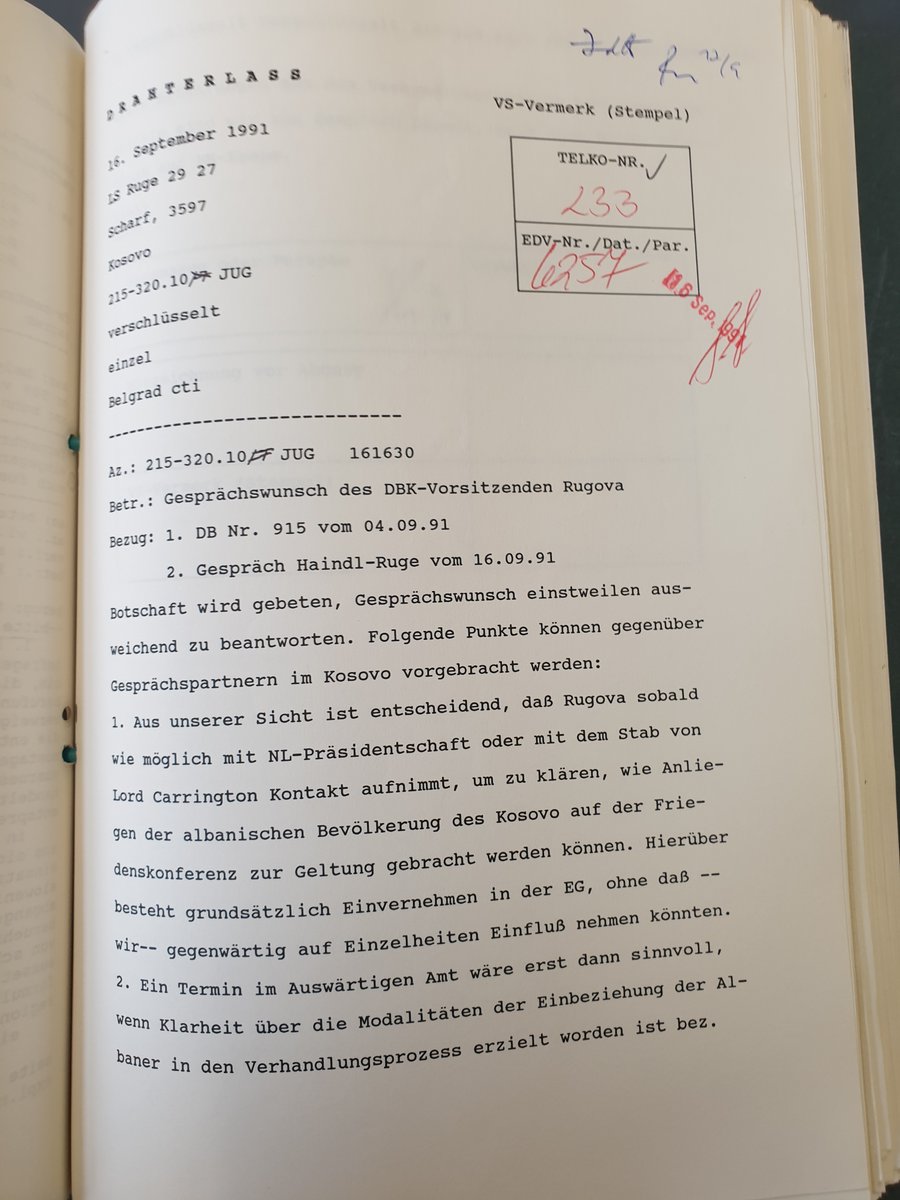 DRAHTERLASS
VS-Vermerk (Stempel)
16. September 1991
TELKO-NR.
LS Ruge 29 27
233
Scharf, 3597
EDV-Nr./Dat./Par.
Kosovo
6257
215-320.10 JUG
16 Sep. 1991
verschlüsselt
einzel
Belgrad cti
--------------------------------
Az.: 215-320.10 JUG 161630
Betr.: Gesprächswunsch des DBK-Vorsitzenden Rugova
Bezug: 1. DB Nr. 915 vom 04.09.91
2. Gespräch Haindl-Ruge vom 16.09.91
Botschaft wird gebeten, Gesprächswunsch einstweilen aus-
weichend zu beantworten. Folgende Punkte können gegenüber
Gesprächspartnern im Kosovo vorgebracht werden:
1. Aus unserer Sicht ist entscheidend, daß Rugova sobald
wie möglich mit NL-Präsidentschaft oder mit dem Stab von
Lord Carrington Kontakt aufnimmt, um zu klären, wie Anlie-
gen der albanischen Bevölkerung des Kosovo auf der Frie-
denskonferenz zur Geltung gebracht werden können. Hierüber
besteht grundsätzlich Einvernehmen in der EG, ohne daß --
wir-- gegenwärtig auf Einzelheiten Einfluß nehmen könnten.
2. Ein Termin im Auswärtigen Amt wäre erst dann sinnvoll,
wenn Klarheit über die Modalitäten der Einbeziehung der Al-
baner in den Verhandlungsprozess erzielt worden ist bez.